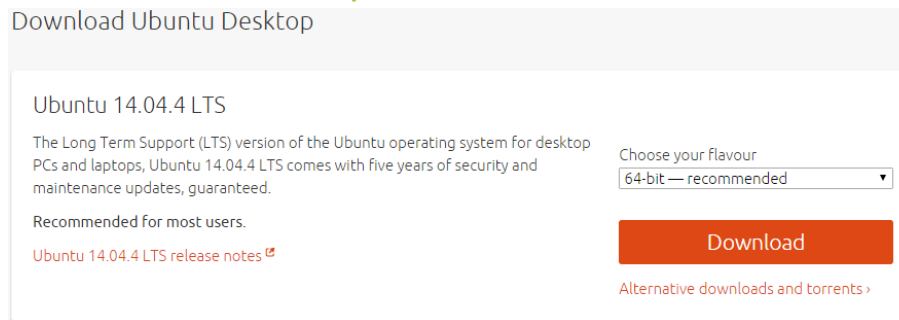 Download Ubuntu Desktop
Ubuntu 14.04.4 LTS
The Long Term Support (LTS) version of the Ubuntu operating system for desktop
PCs and laptops, Ubuntu 14.04.4 LTS comes with five years of security and
maintenance updates, guaranteed.
Recommended for most users.
Ubuntu 14.04.4 LTS release notes
Choose your flavour
64-bit — recommended
Download
Alternative downloads and torrents ›